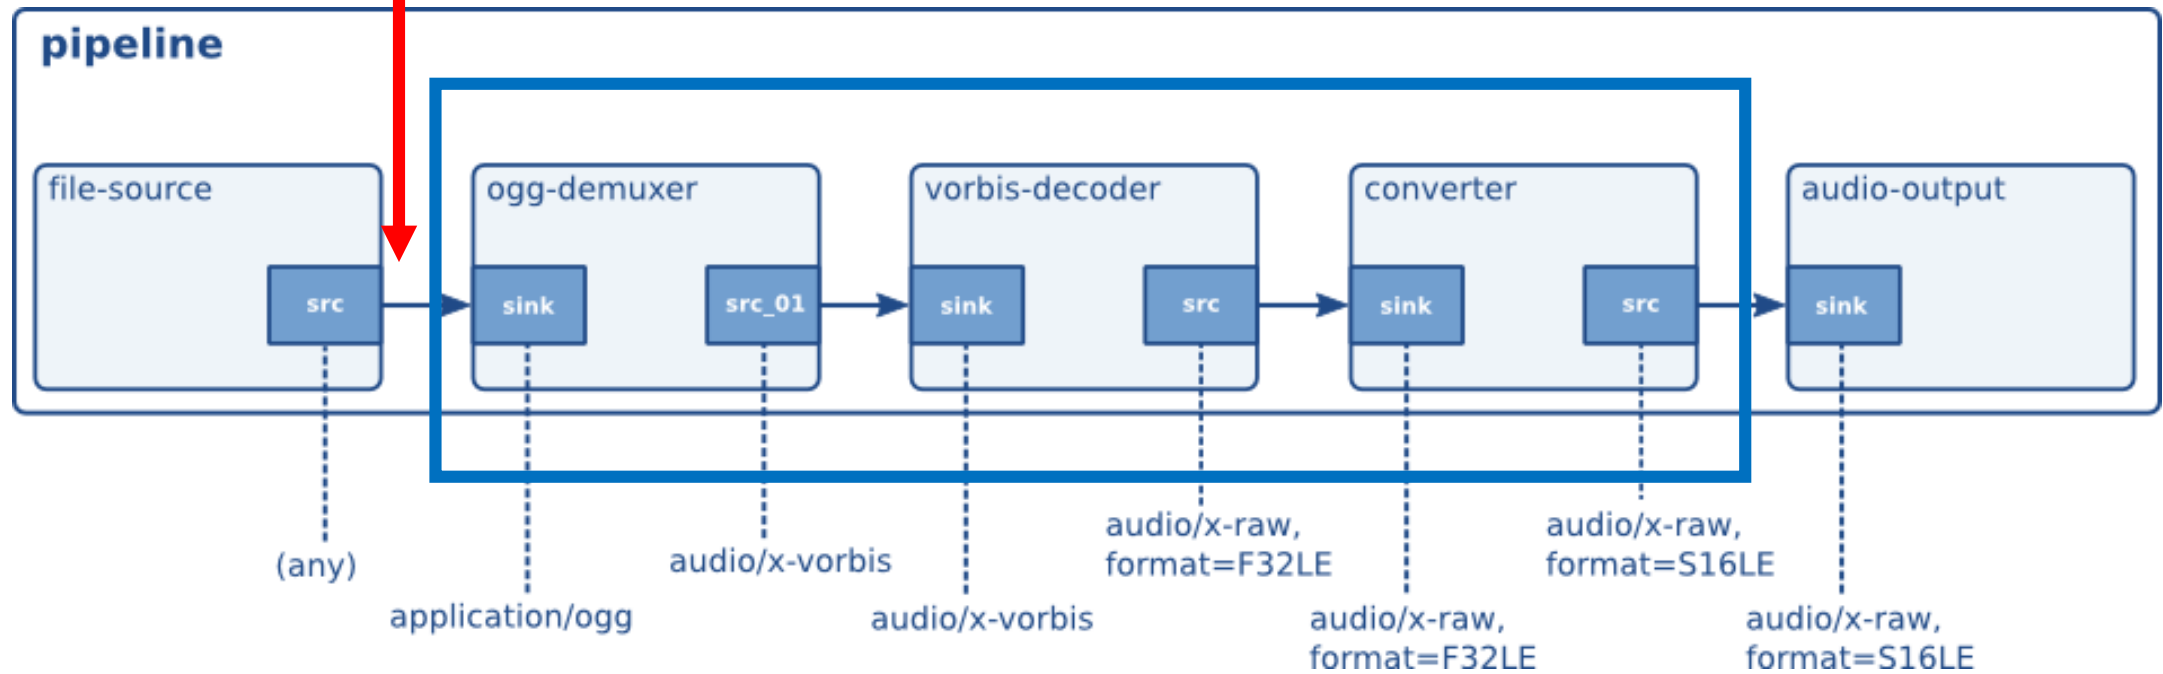 pipeline
file-source
ogg-demuxer
vorbis-decoder
converter
audio-output
src
sink
src_01
sink
src
sink
src
sink
(any)
application/ogg
audio/x-vorbis
audio/x-vorbis
audio/x-raw,
format=F32LE
audio/x-raw,
format=F32LE
audio/x-raw,
format=S16LE
audio/x-raw,
format=S16LE